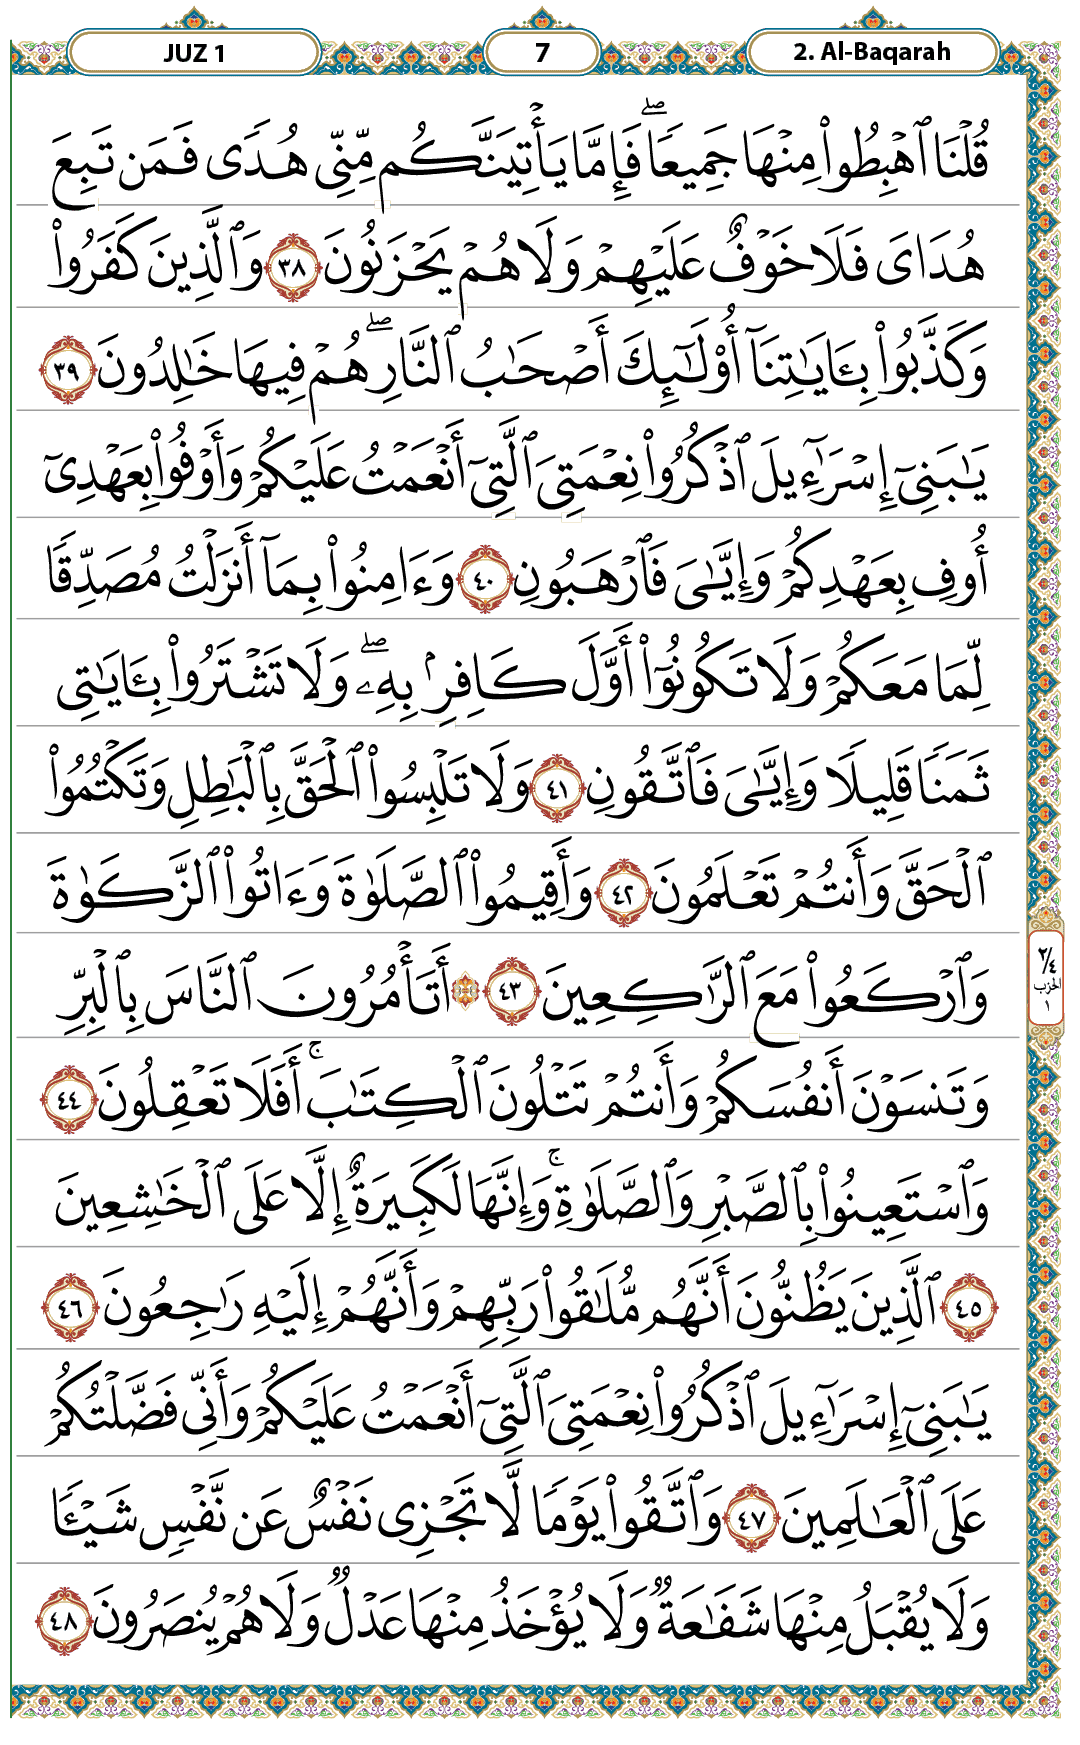 JUZ 1
7
2. Al-Baqarah
قُلۡنَا ٱهۡبِطُوا۟ مِنۡهَا جَمِيعࣰاۖ فَإِمَّا يَأۡتِيَنَّكُم مِّنِّی هُدࣰى فَمَن تَبِعَ
هُدَایَ فَلَا خَوۡفٌ عَلَيۡهِمۡ وَلَا هُمۡ يَحۡزَنُونَ ٣٨ وَٱلَّذِينَ كَفَرُوا۟
وَكَذَّبُوا۟ بِـَٔايَـٰتِنَاۤ أُو۟لَـٰۤىِٕكَ أَصۡحَـٰبُ ٱلنَّارِۖ هُمۡ فِيهَا خَـٰلِدُونَ ٣٩
يَـٰبَنِیۤ إِسۡرَ ٰۤءِيلَ ٱذۡكُرُوا۟ نِعۡمَتِیَ ٱلَّتِیۤ أَنۡعَمۡتُ عَلَيۡكُمۡ وَأَوۡفُوا۟ بِعَهۡدِیۤ
أُوفِ بِعَهۡدِكُمۡ وَإِيَّـٰیَ فَٱرۡهَبُونِ ٤٠ وَءَامِنُوا۟ بِمَاۤ أَنزَلۡتُ مُصَدِّقࣰا
لِّمَا مَعَكُمۡ وَلَا تَكُونُوۤا۟ أَوَّلَ كَافِرِۭ بِهِۦۖ وَلَا تَشۡتَرُوا۟ بِـَٔايَـٰتِی
ثَمَنࣰا قَلِيلࣰا وَإِيَّـٰیَ فَٱتَّقُونِ ٤١ وَلَا تَلۡبِسُوا۟ ٱلۡحَقَّ بِٱلۡبَـٰطِلِ وَتَكۡتُمُوا۟
ٱلۡحَقَّ وَأَنتُمۡ تَعۡلَمُونَ ٤٢ وَأَقِيمُوا۟ ٱلصَّلَوٰةَ وَءَاتُوا۟ ٱلزَّكَوٰةَ
وَٱرۡكَعُوا۟ مَعَ ٱلرَّ ٰكِعِينَ ٤٣ ۞ أَتَأۡمُرُونَ ٱلنَّاسَ بِٱلۡبِرِّ
٢/٤
الحزب
١
وَتَنسَوۡنَ أَنفُسَكُمۡ وَأَنتُمۡ تَتۡلُونَ ٱلۡكِتَـٰبَۚ أَفَلَا تَعۡقِلُونَ ٤٤
وَٱسۡتَعِينُوا۟ بِٱلصَّبۡرِ وَٱلصَّلَوٰةِۚ وَإِنَّهَا لَكَبِيرَةٌ إِلَّا عَلَى ٱلۡخَـٰشِعِينَ
٤٥ ٱلَّذِينَ يَظُنُّونَ أَنَّهُم مُّلَـٰقُوا۟ رَبِّهِمۡ وَأَنَّهُمۡ إِلَيۡهِ رَ ٰجِعُونَ ٤٦
يَـٰبَنِیۤ إِسۡرَ ٰۤءِيلَ ٱذۡكُرُوا۟ نِعۡمَتِیَ ٱلَّتِیۤ أَنۡعَمۡتُ عَلَيۡكُمۡ وَأَنِّی فَضَّلۡتُكُمۡ
عَلَى ٱلۡعَـٰلَمِينَ ٤٧ وَٱتَّقُوا۟ يَوۡمࣰا لَّا تَجۡزِی نَفۡسٌ عَن نَّفۡسࣲ شَيۡـࣰٔا
وَلَا يُقۡبَلُ مِنۡهَا شَفَـٰعَةࣱ وَلَا يُؤۡخَذُ مِنۡهَا عَدۡلࣱ وَلَا هُمۡ يُنصَرُونَ ٤٨